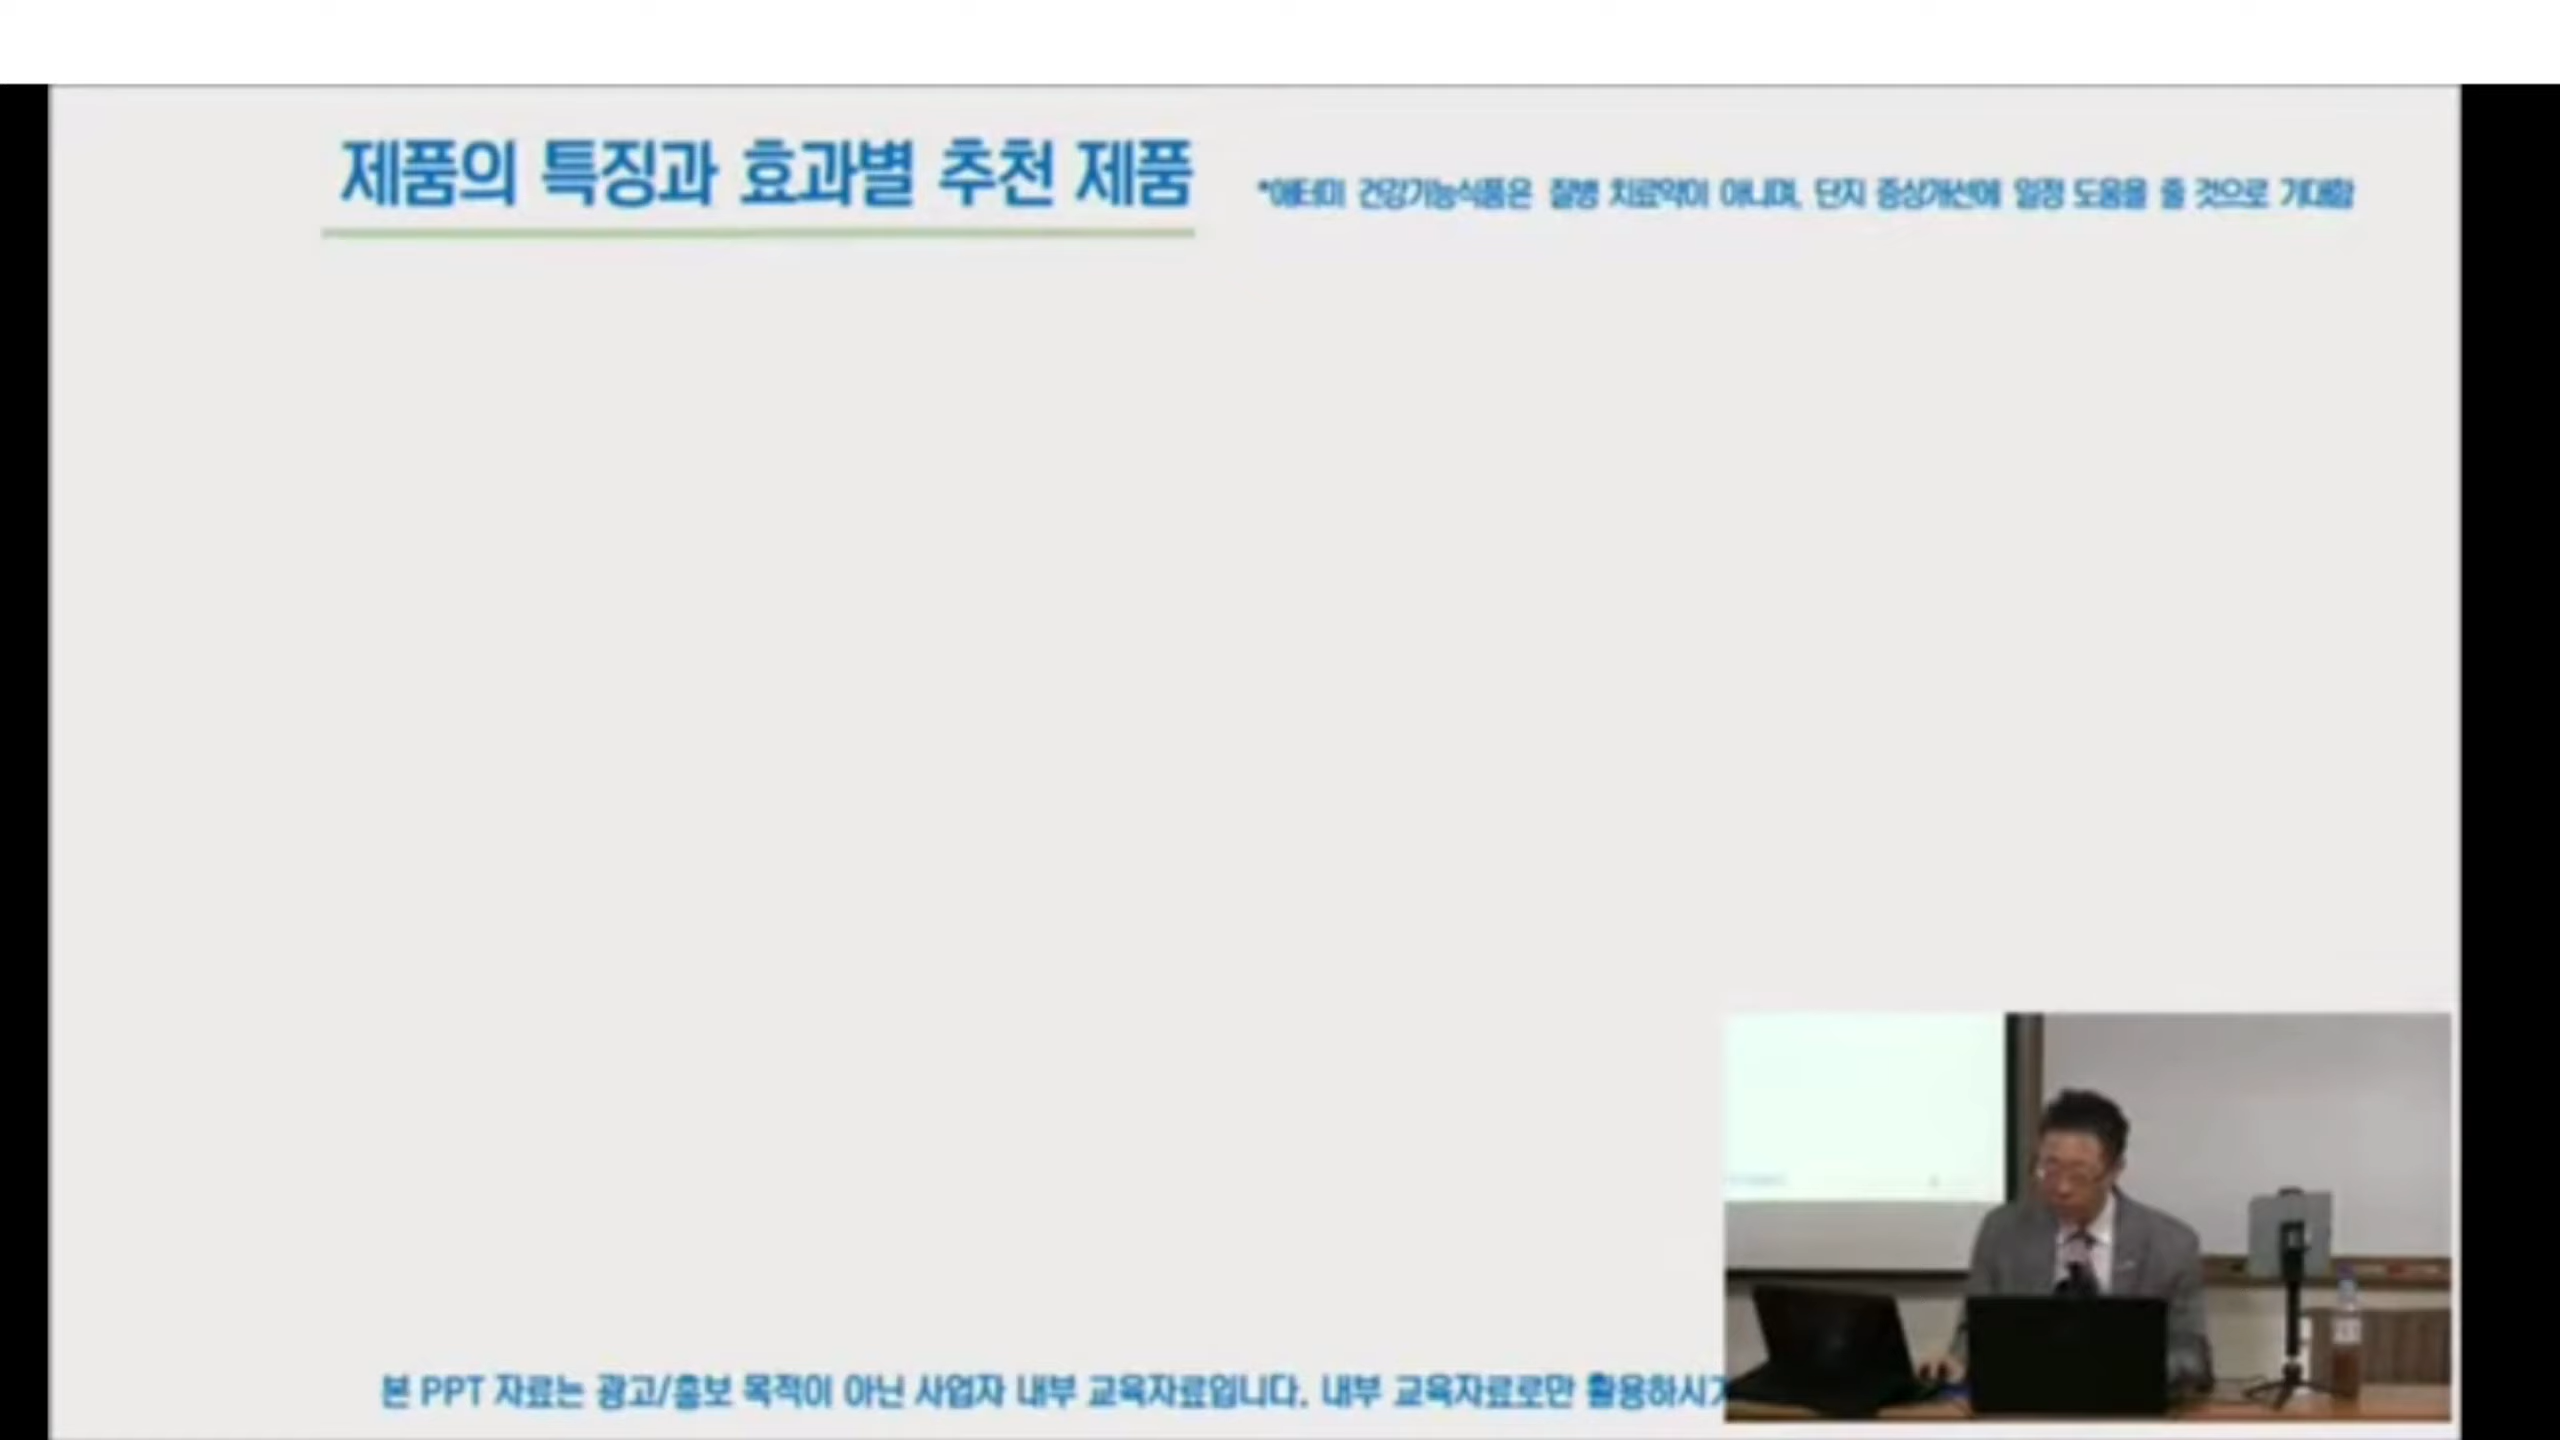 제품의 특징과 효과별 추천 제품
*애터미 건강기능식품은 질병 치료약이 아니며, 단지 증상개선에 일정 도움을 줄 것으로 기대함
본 PPT 자료는 광고/홍보 목적이 아닌 사업자 내부 교육자료입니다. 내부 교육자료로만 활용하시기